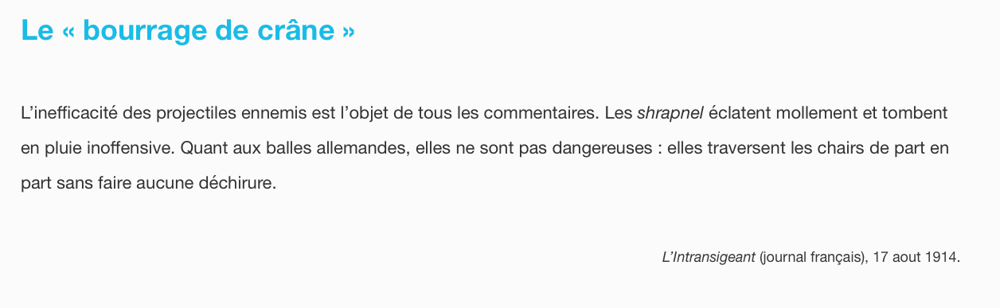 Le « bourrage de crâne »
L’inefficacité des projectiles ennemis est l’objet de tous les commentaires. Les shrapnel éclatent mollement et tombent
en pluie inoffensive. Quant aux balles allemandes, elles ne sont pas dangereuses : elles traversent les chairs de part en
part sans faire aucune déchirure.
L’Intransigeant (journal français), 17 aout 1914.